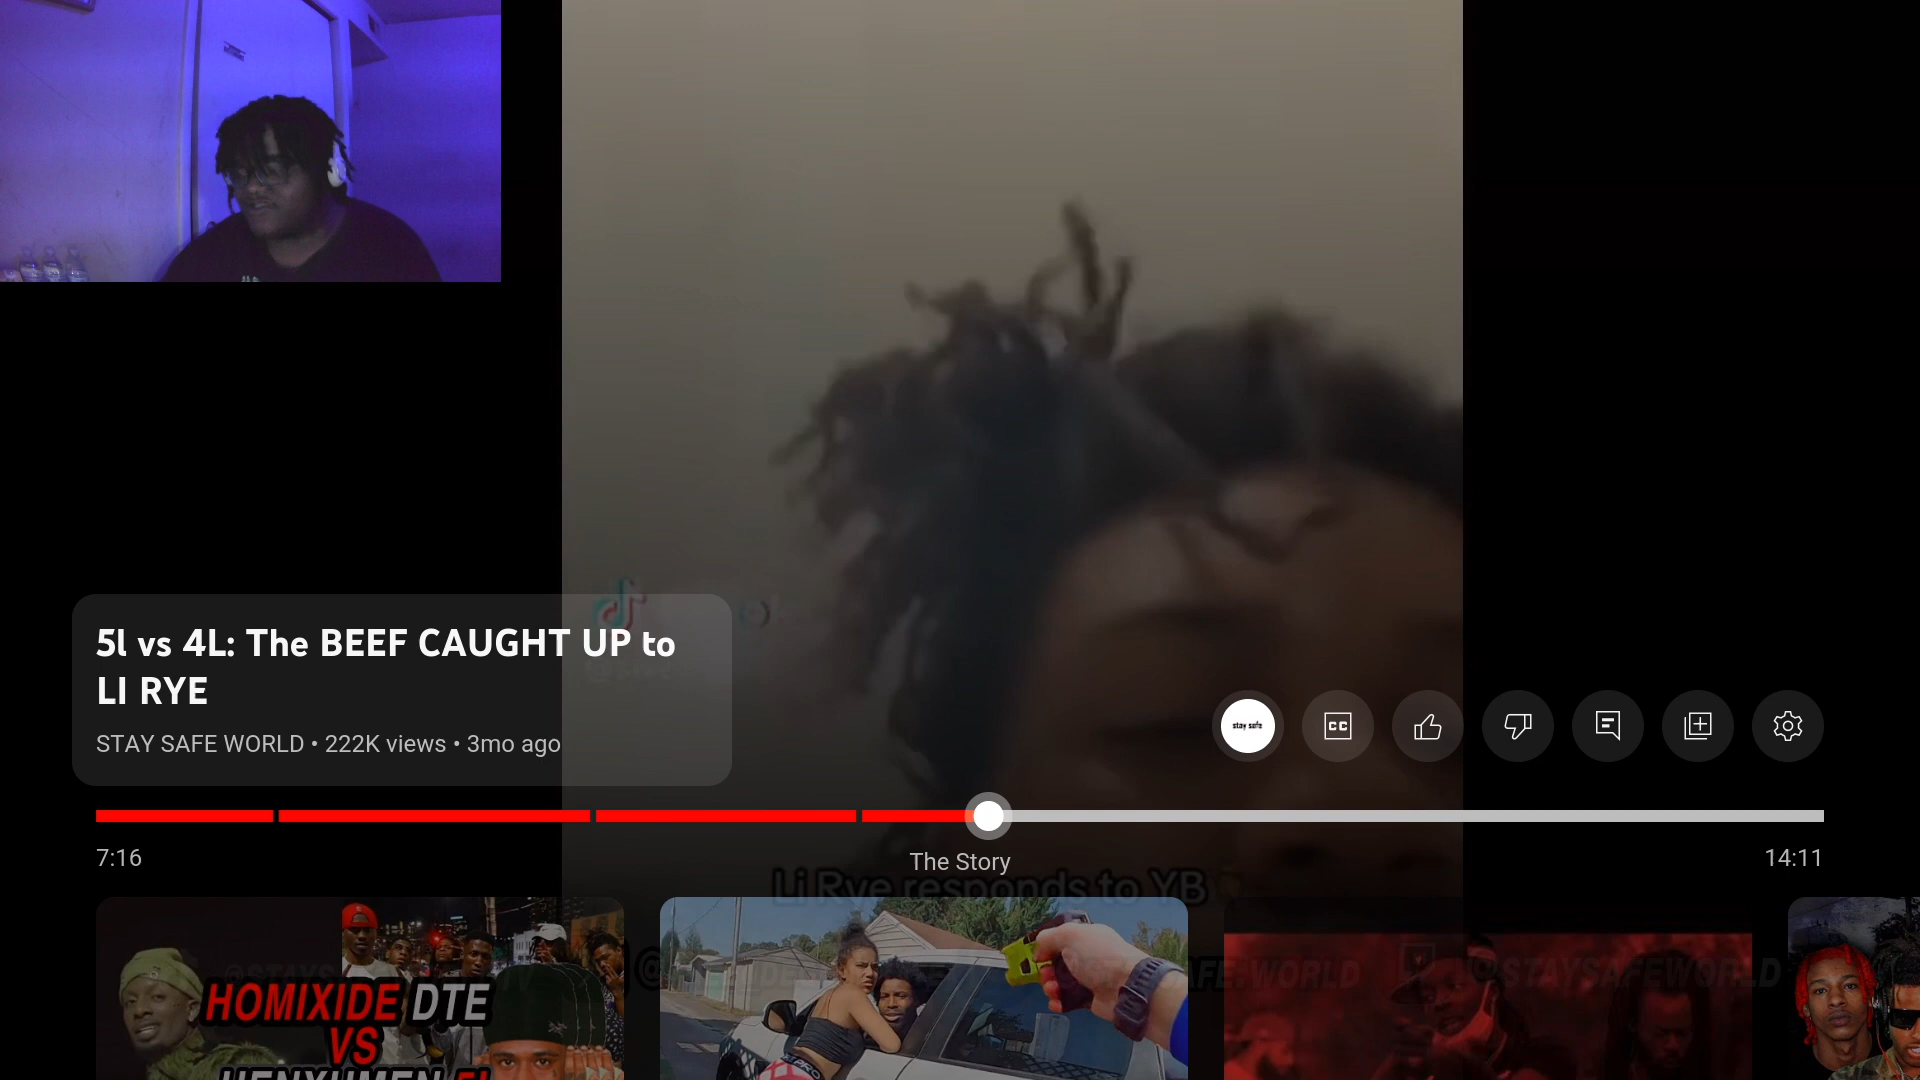 5l vs 4L: The BEEF CAUGHT UP to
LI RYE
STAY SAFE WORLD • 222K views • 3mo ago
stay safe
CC
7:16
The Story
14:11
Li Rye responds to YB
@STAYSAFEWORLD
HOMIXIDE DTE
VS